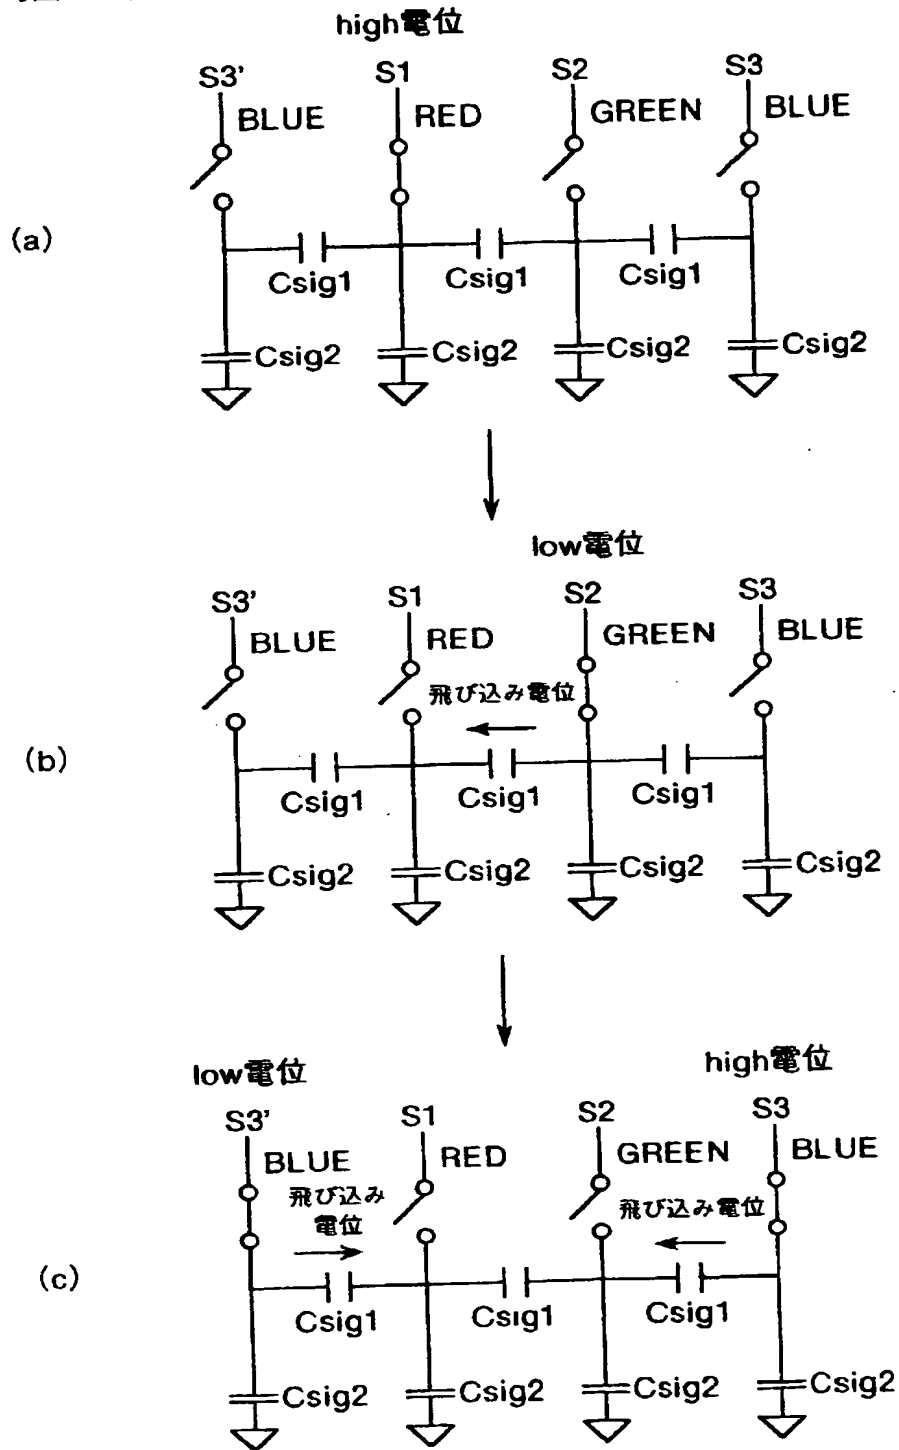 high電位
S3' S1 S2 S3
BLUE RED GREEN BLUE
(a)
Csig1 Csig1 Csig1
Csig2 Csig2 Csig2 Csig2
low電位
S3' S1 S2 S3
BLUE RED GREEN BLUE
飛び込み電位
(b)
Csig1 Csig1 Csig1
Csig2 Csig2 Csig2 Csig2
low電位 high電位
S3' S1 S2 S3
BLUE RED GREEN BLUE
飛び込み
電位
飛び込み電位
(c)
Csig1 Csig1 Csig1
Csig2 Csig2 Csig2 Csig2